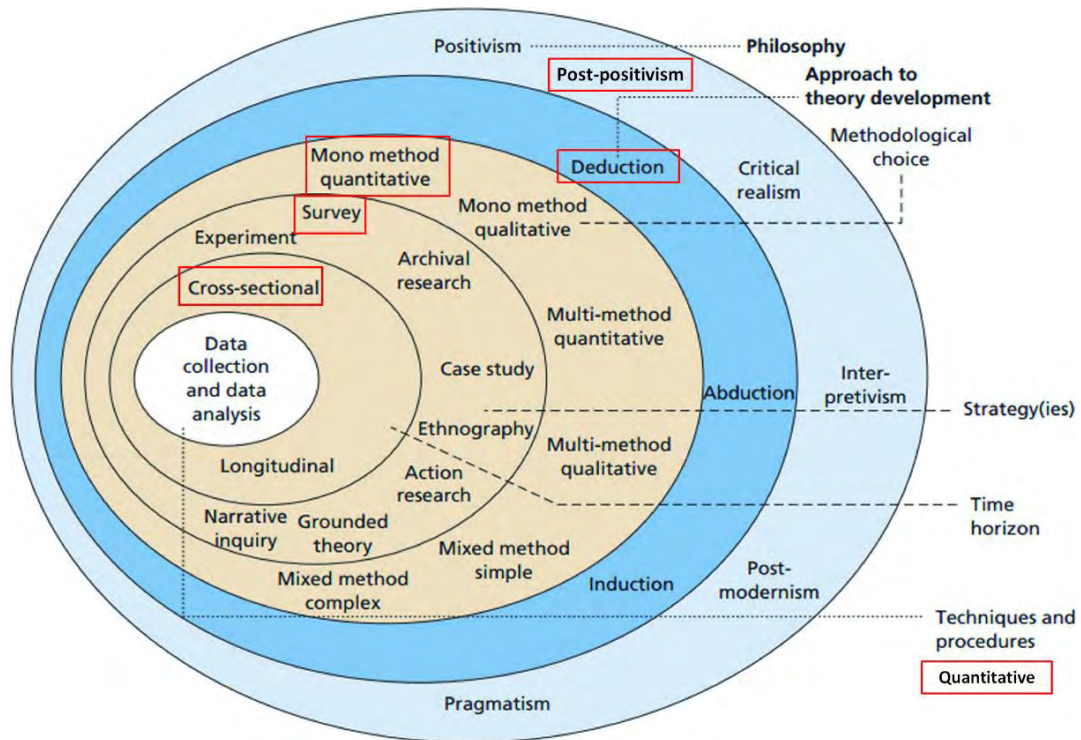 Positivism
Philosophy
Post-positivism
Approach to
theory development
Methodological
choice
Mono method
quantitative
Deduction
Critical
realism
Mono method
qualitative
Survey
Experiment
Archival
research
Cross-sectional
Multi-method
quantitative
Data
collection
and data
analysis
Case study
Inter-
pretivism
Abduction
Strategy(ies)
Ethnography
Multi-method
qualitative
Longitudinal
Action
research
Time
horizon
Narrative
inquiry
Grounded
theory
Mixed method
simple
Mixed method
complex
Induction
Post-
modernism
Techniques and
procedures
Quantitative
Pragmatism